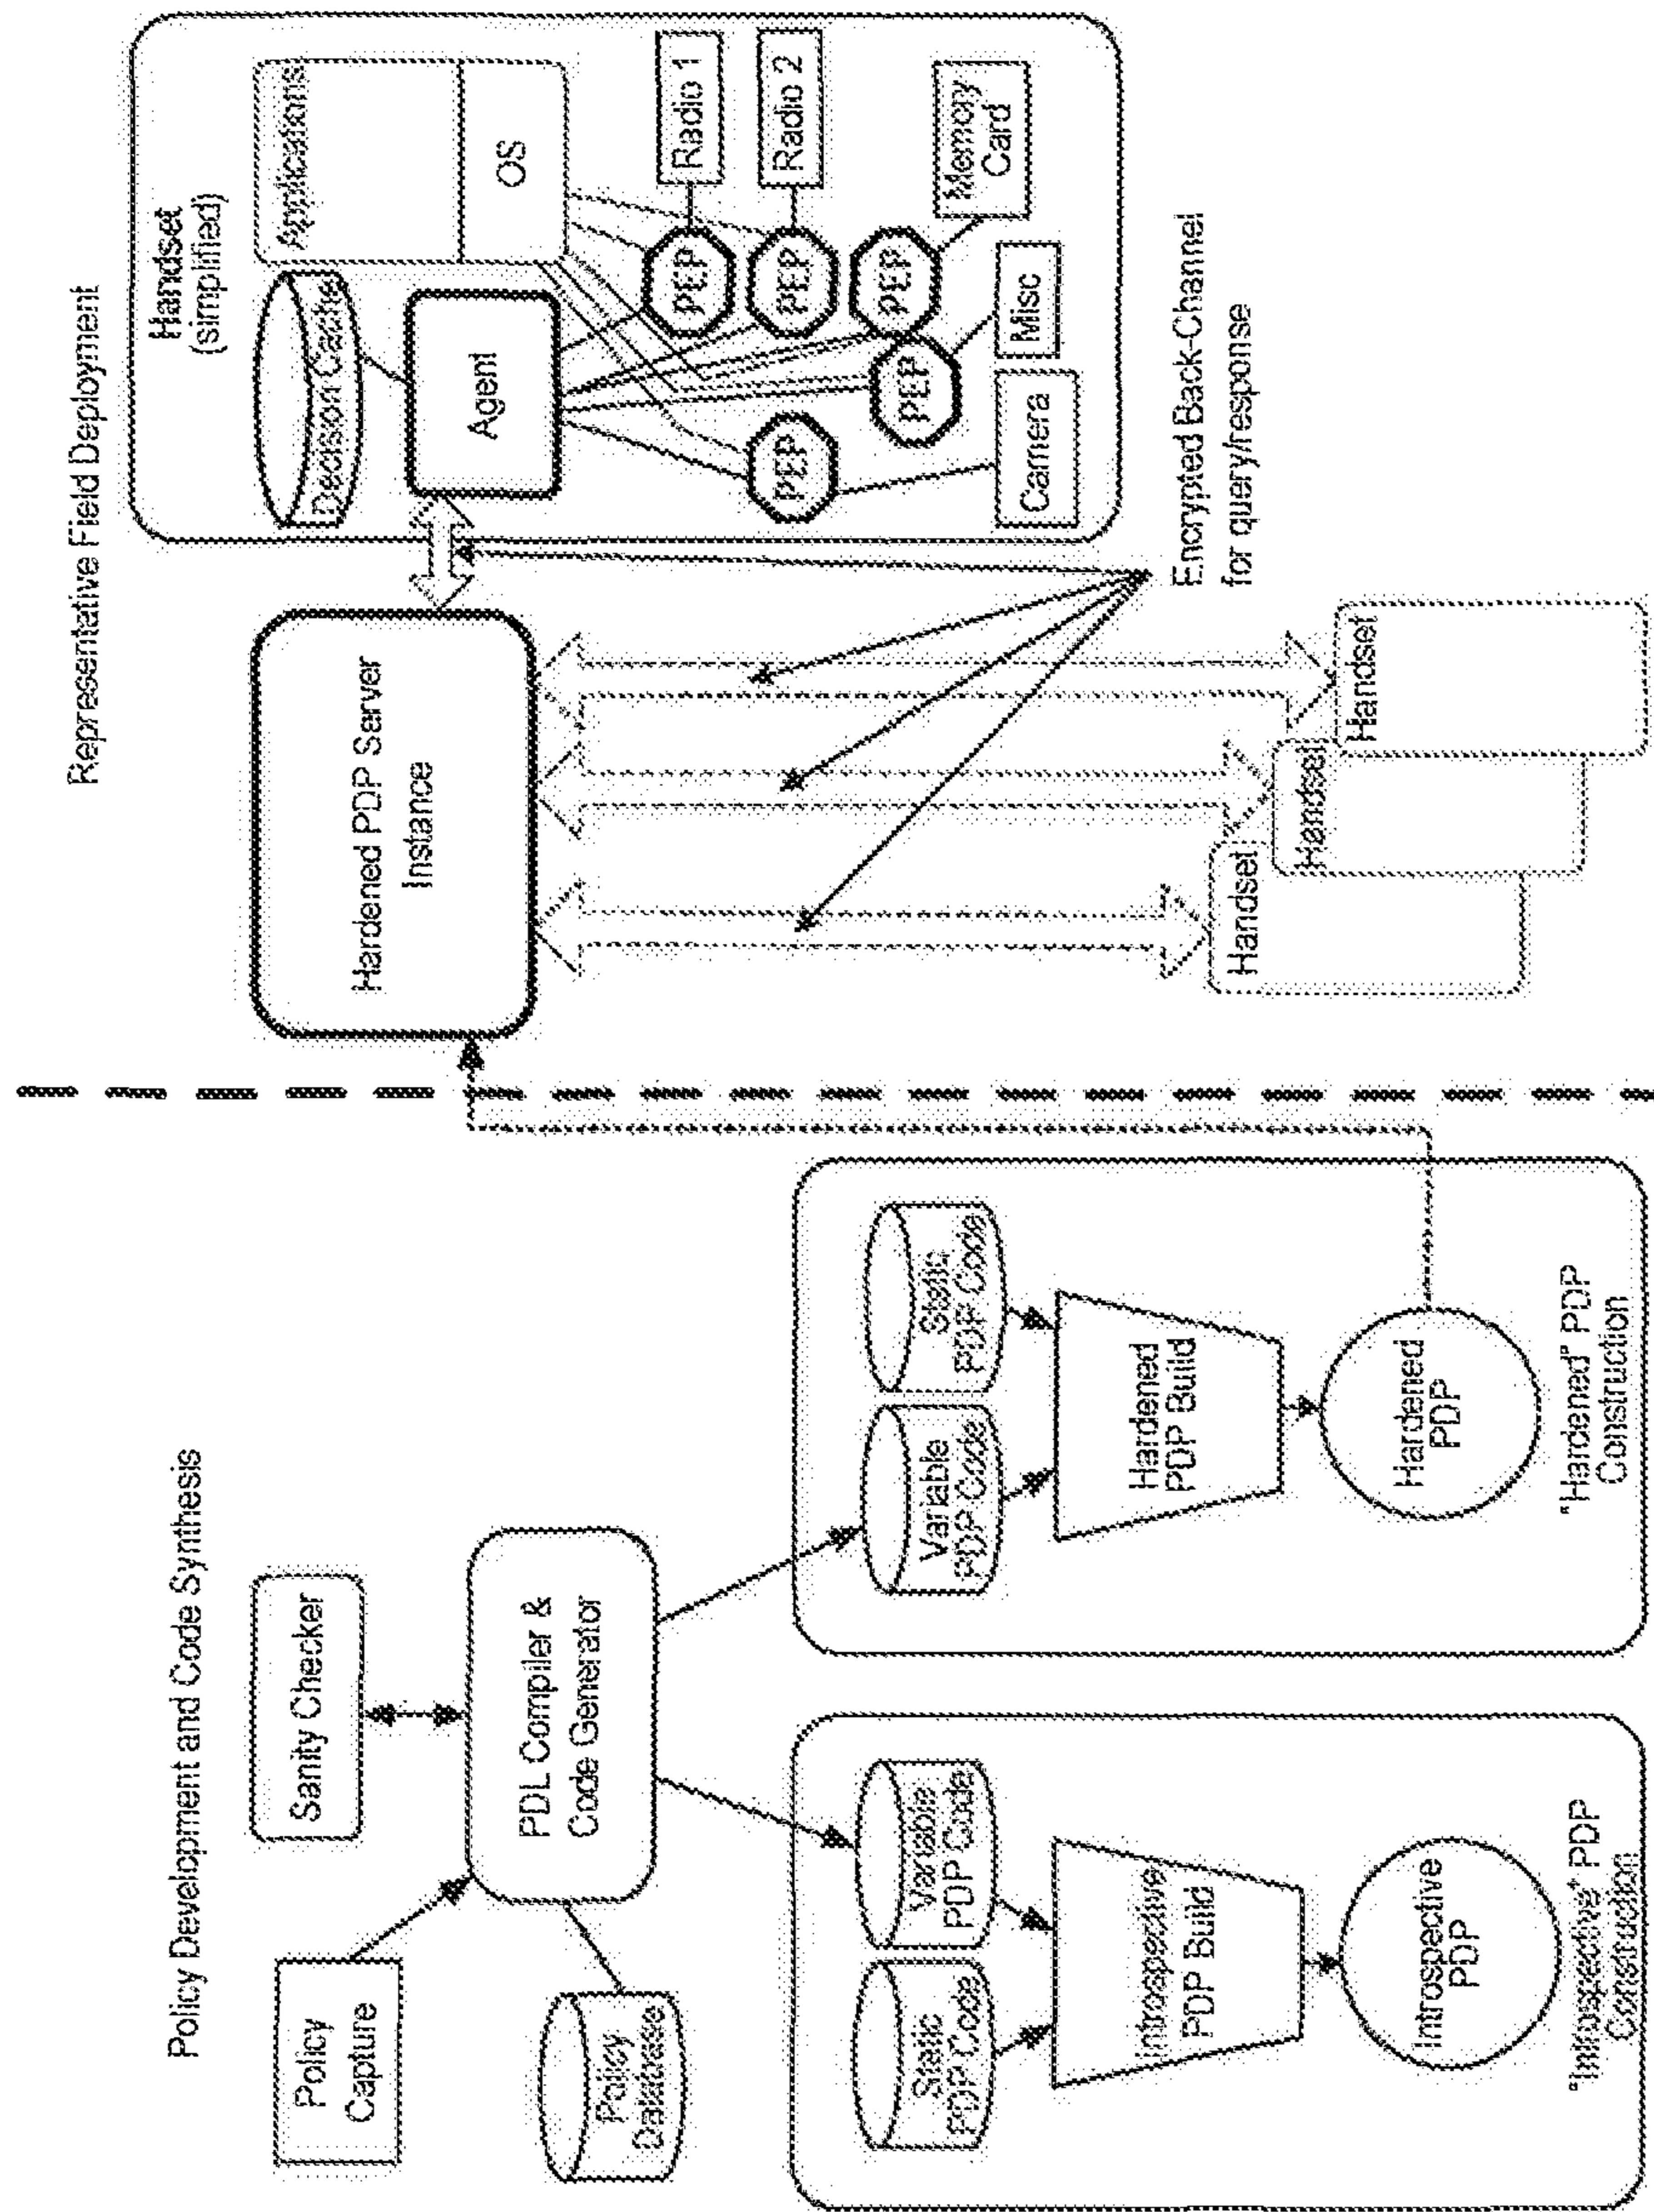 Policy Development and Code Synthesis
Policy
Capture
Sanity Checker
PDL Compiler &
Code Generator
Policy
Database
Static
PDP Code
Variable
PDP Code
Introspective
PDP Build
Introspective
PDP
"Introspective" PDP
Construction
Variable
PDP Code
Static
PDP Code
Hardened
PDP Build
Hardened
PDP
"Hardened" PDP
Construction
Representative Field Deployment
Hardened PDP Server
Instance
Handset
(simplified)
Decision Cache
Applications
Agent
OS
PEP
PEP
PEP
PEP
PEP
Radio 1
Radio 2
Camera
Misc
Memory
Card
Encrypted Back-Channel
for query/response
Handset
Handset
Handset